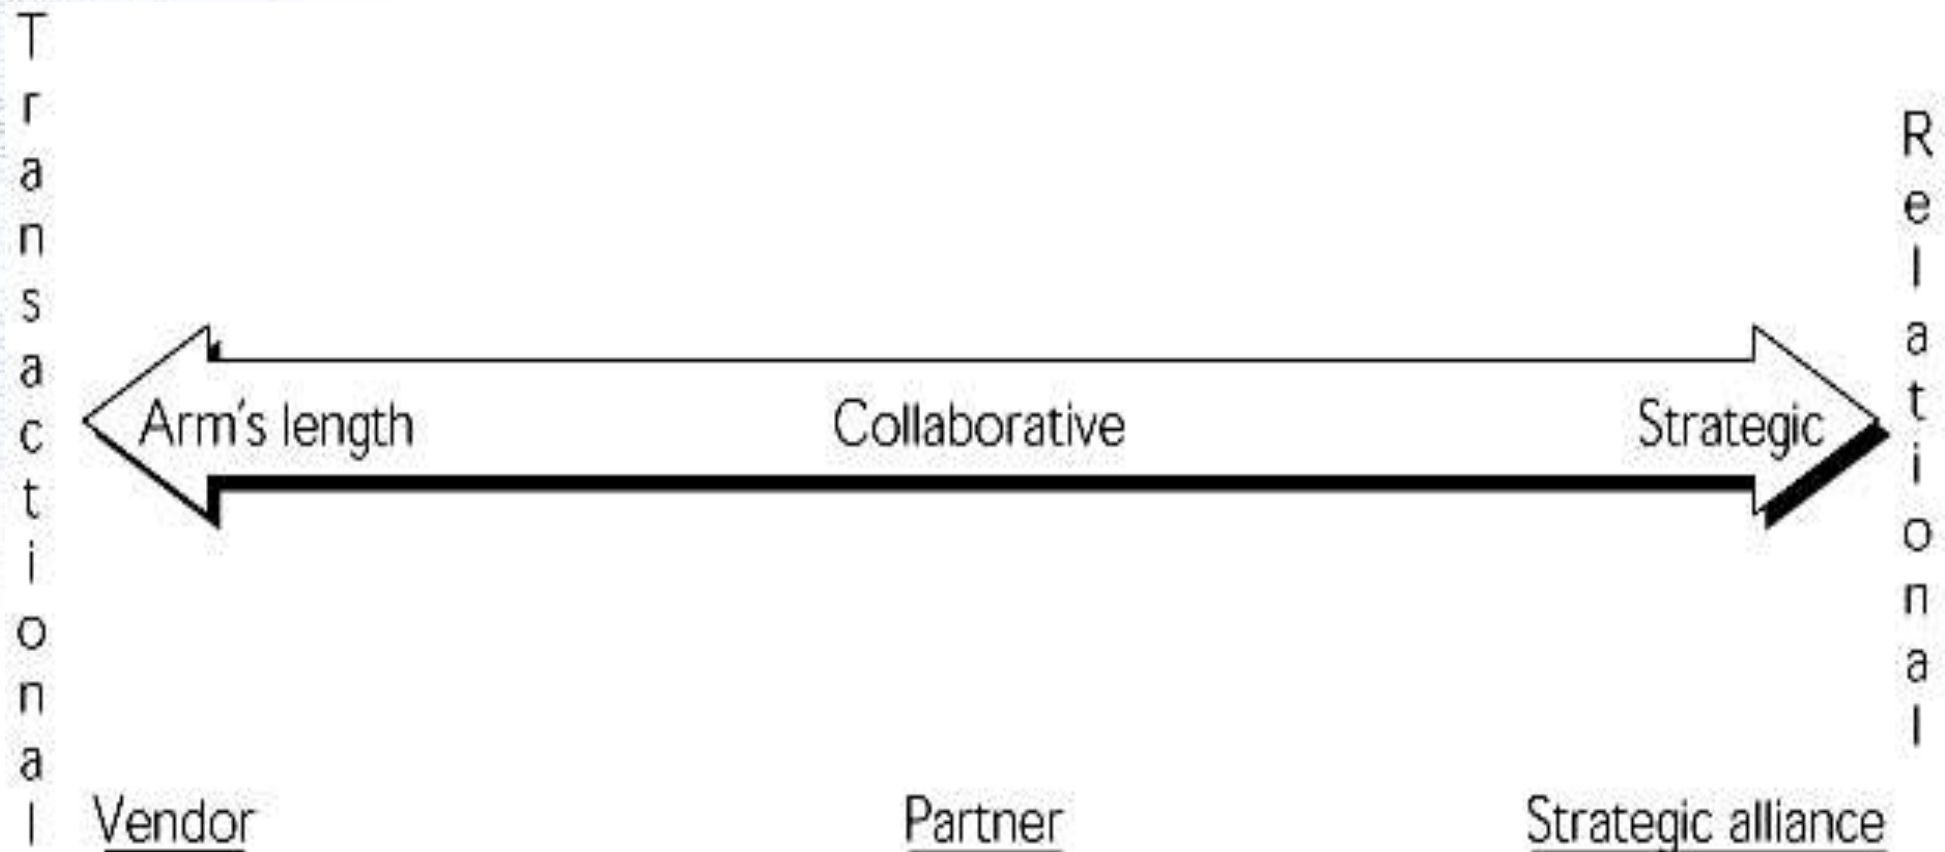 Transactional
Relational
Arm's length
Collaborative
Strategic
Vendor
Partner
Strategic alliance